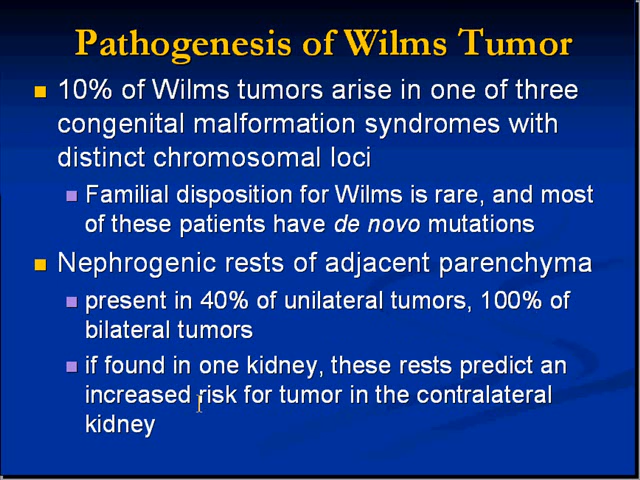 Pathogenesis of Wilms Tumor
10% of Wilms tumors arise in one of three
congenital malformation syndromes with
distinct chromosomal loci
Familial disposition for Wilms is rare, and most
of these patients have de novo mutations
Nephrogenic rests of adjacent parenchyma
present in 40% of unilateral tumors, 100% of
bilateral tumors
if found in one kidney, these rests predict an
increased risk for tumor in the contralateral
kidney